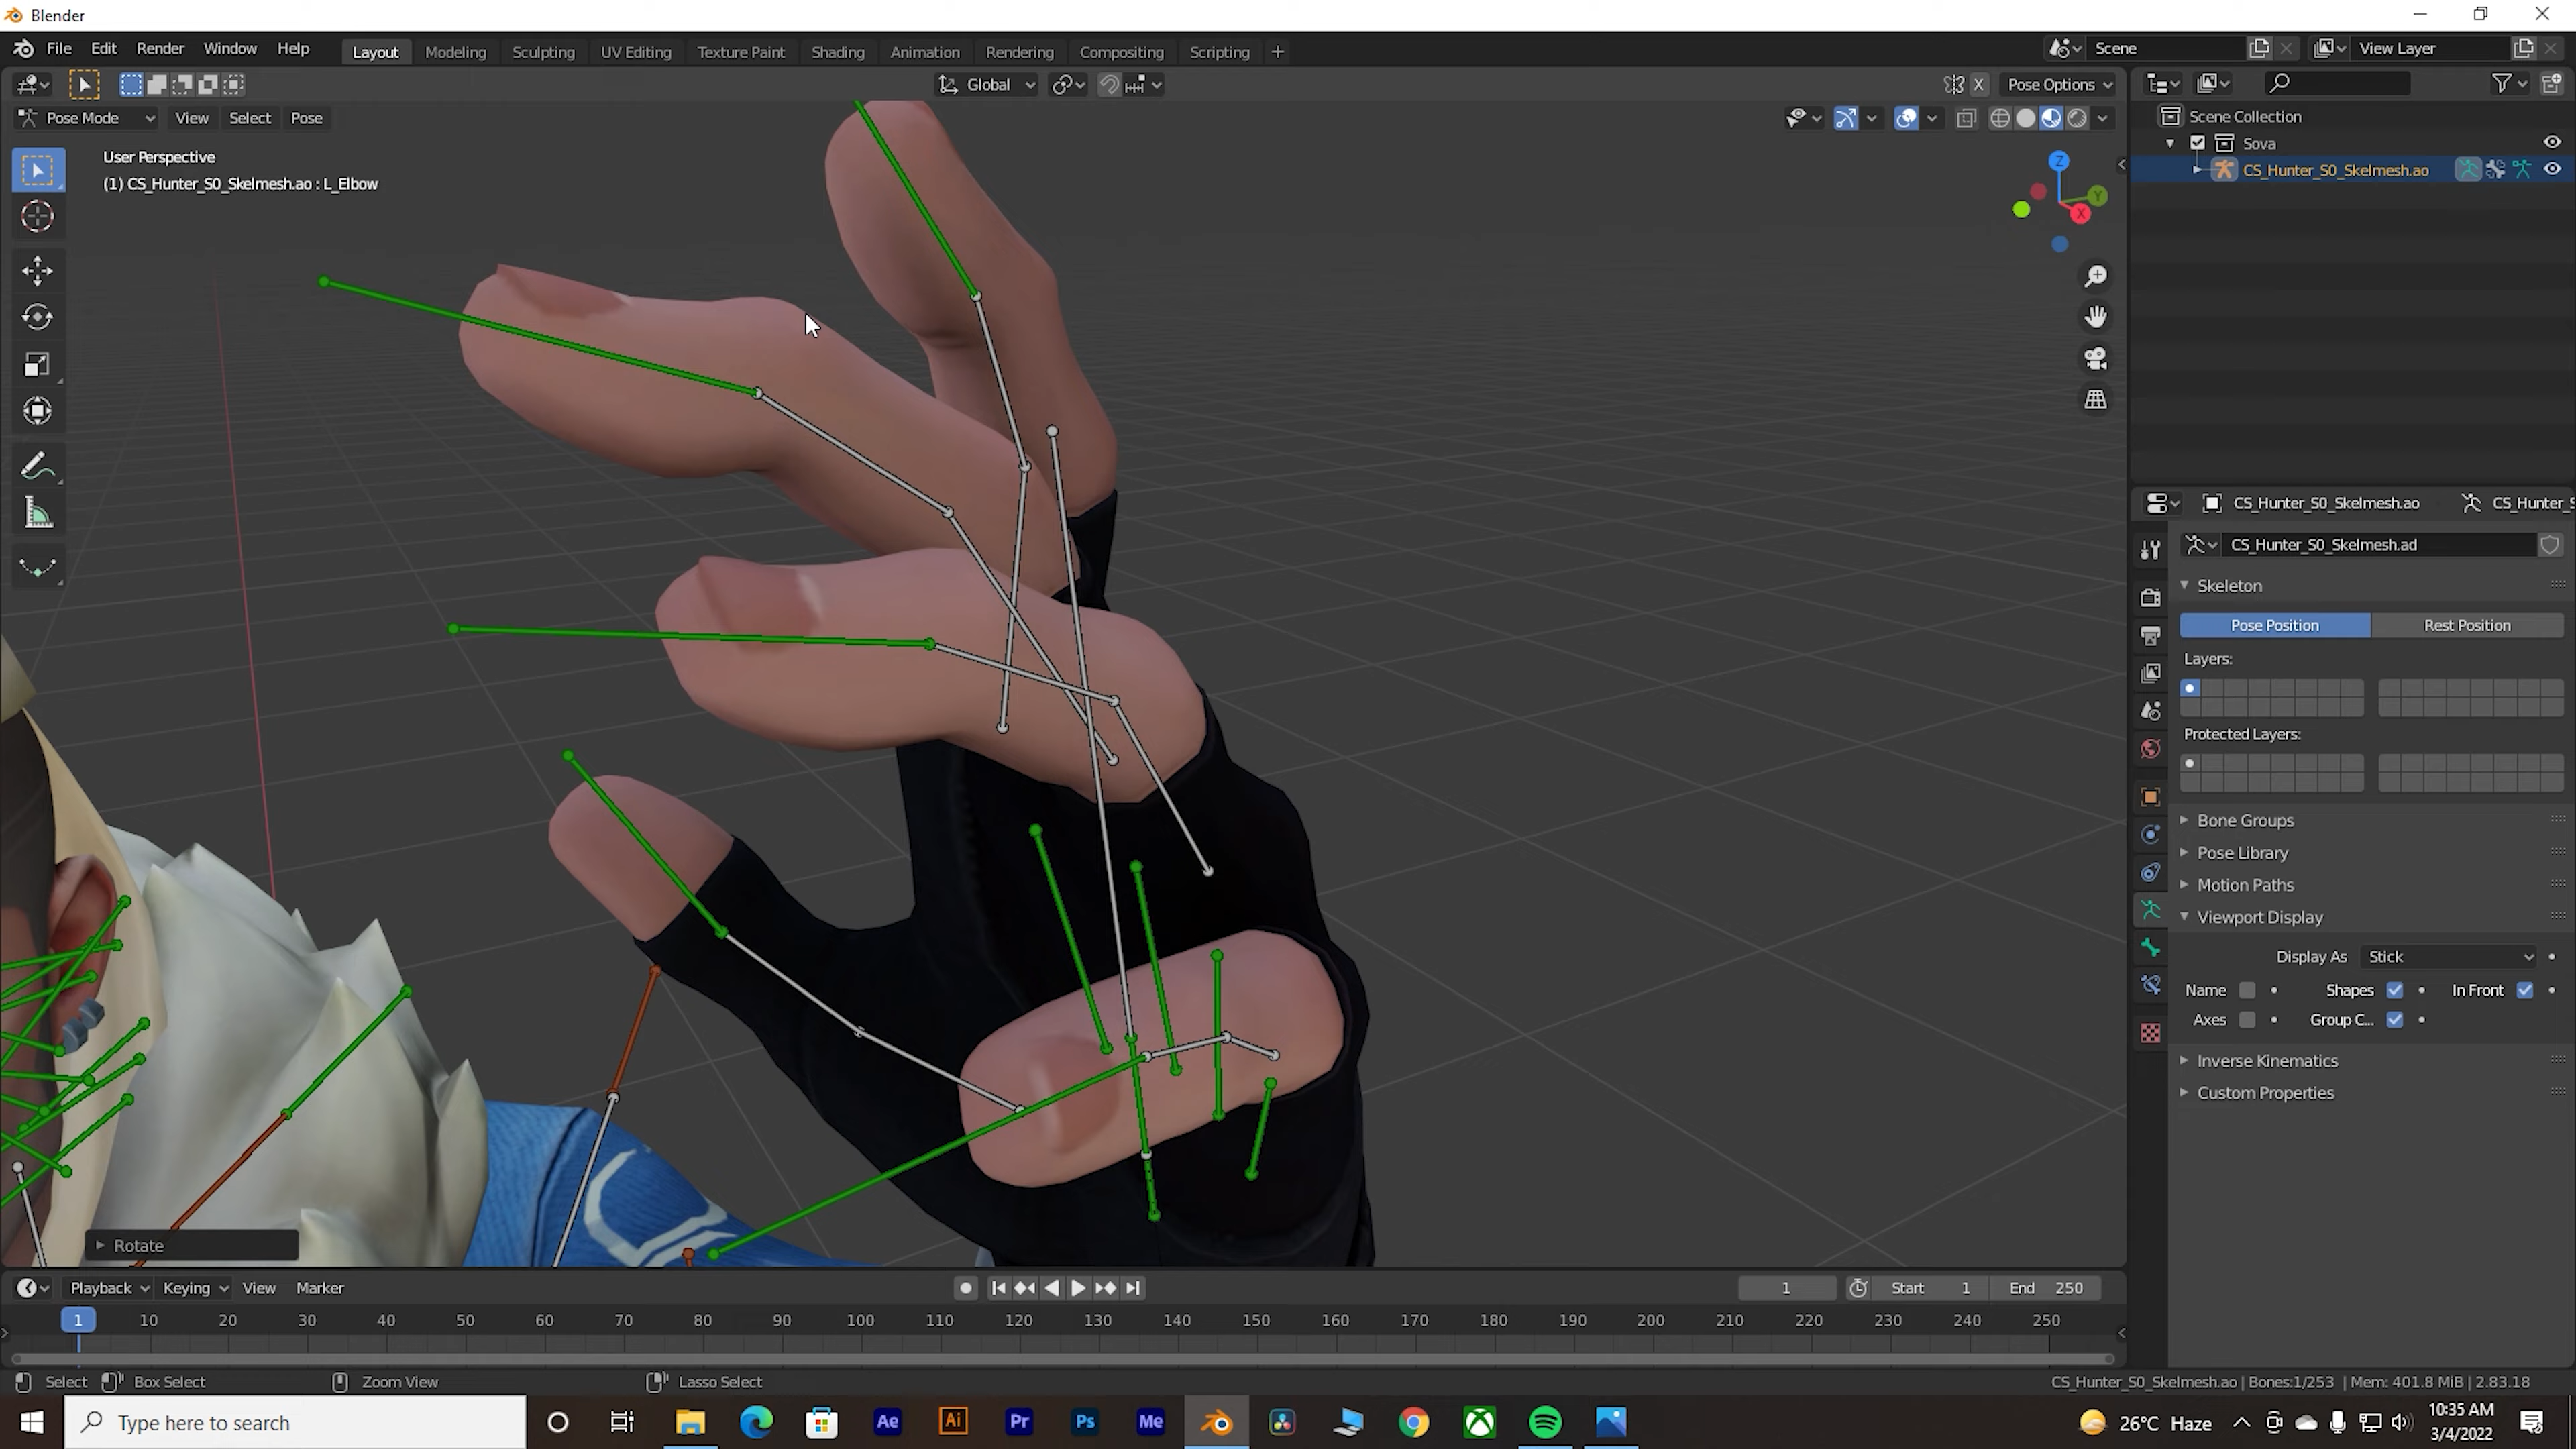 Blender
File Edit Render Window Help Layout Modeling Sculpting UV Editing Texture Paint Shading Animation Rendering Compositing Scripting + Scene View Layer
Global X Pose Options
Pose Mode View Select Pose
User Perspective
(1) CS_Hunter_S0_Skelmesh.ao : L_Elbow
Z
Y
X
Scene Collection
Sova
CS_Hunter_S0_Skelmesh.ao
CS_Hunter_S0_Skelmesh.ao CS_Hunter_S
CS_Hunter_S0_Skelmesh.ad
Skeleton
Pose Position Rest Position
Layers:
Protected Layers:
Bone Groups
Pose Library
Motion Paths
Viewport Display
Display As Stick
Name Shapes In Front
Axes Group C...
Inverse Kinematics
Custom Properties
Rotate
Playback Keying View Marker 1 Start 1 End 250
1 10 20 30 40 50 60 70 80 90 100 110 120 130 140 150 160 170 180 190 200 210 220 230 240 250
Select Box Select Zoom View Lasso Select CS_Hunter_S0_Skelmesh.ao | Bones:1/253 | Mem: 401.8 MiB | 2.83.18
Type here to search Ae Ai Pr Ps Me 26°C Haze 10:35 AM
3/4/2022